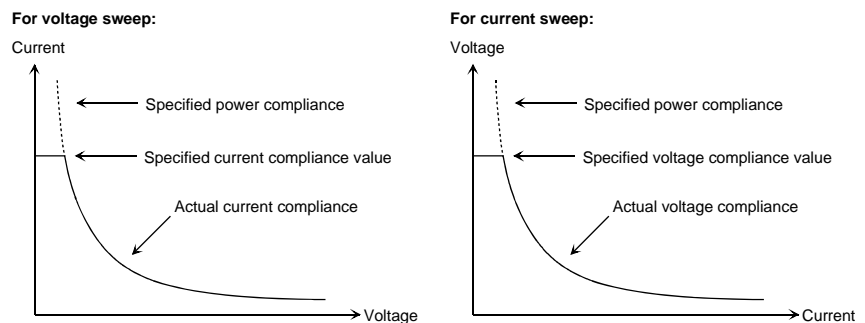 For voltage sweep:
Current
Specified power compliance
Specified current compliance value
Actual current compliance
Voltage
For current sweep:
Voltage
Specified power compliance
Specified voltage compliance value
Actual voltage compliance
Current